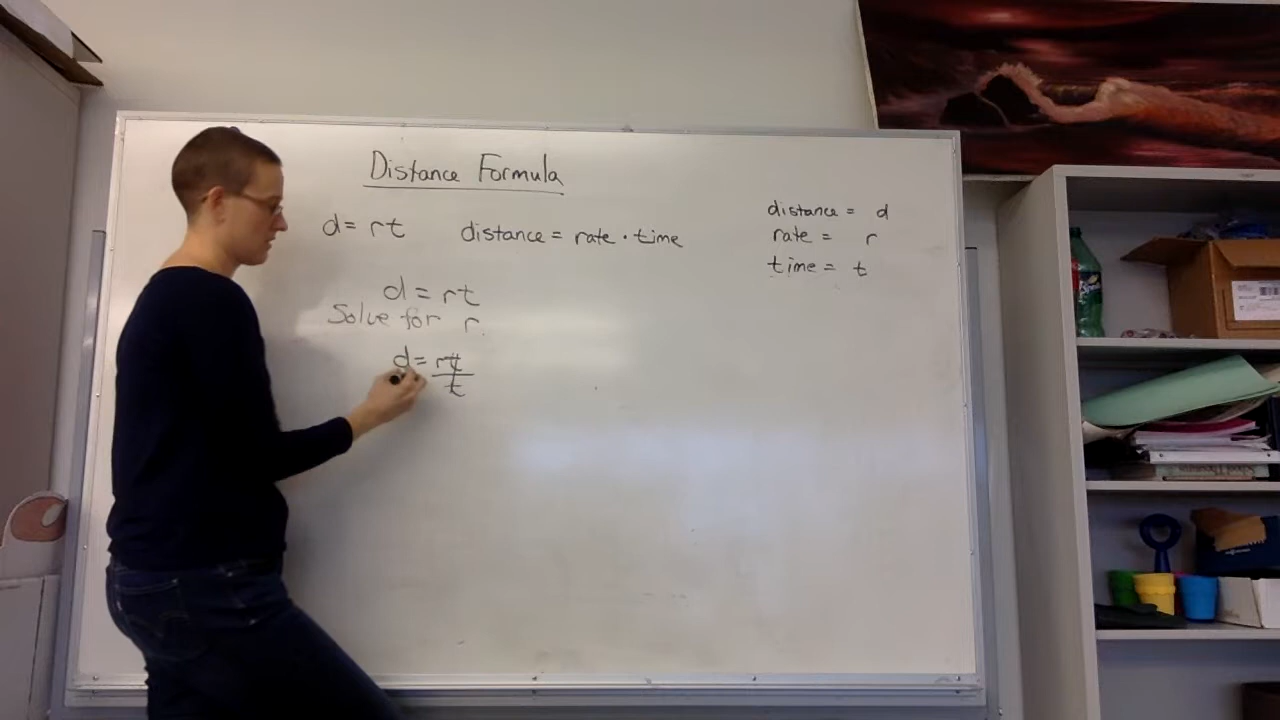 Distance Formula
d = rt distance = rate · time
distance = d
rate = r
time = t
d = rt
Solve for r.
d = rt
t